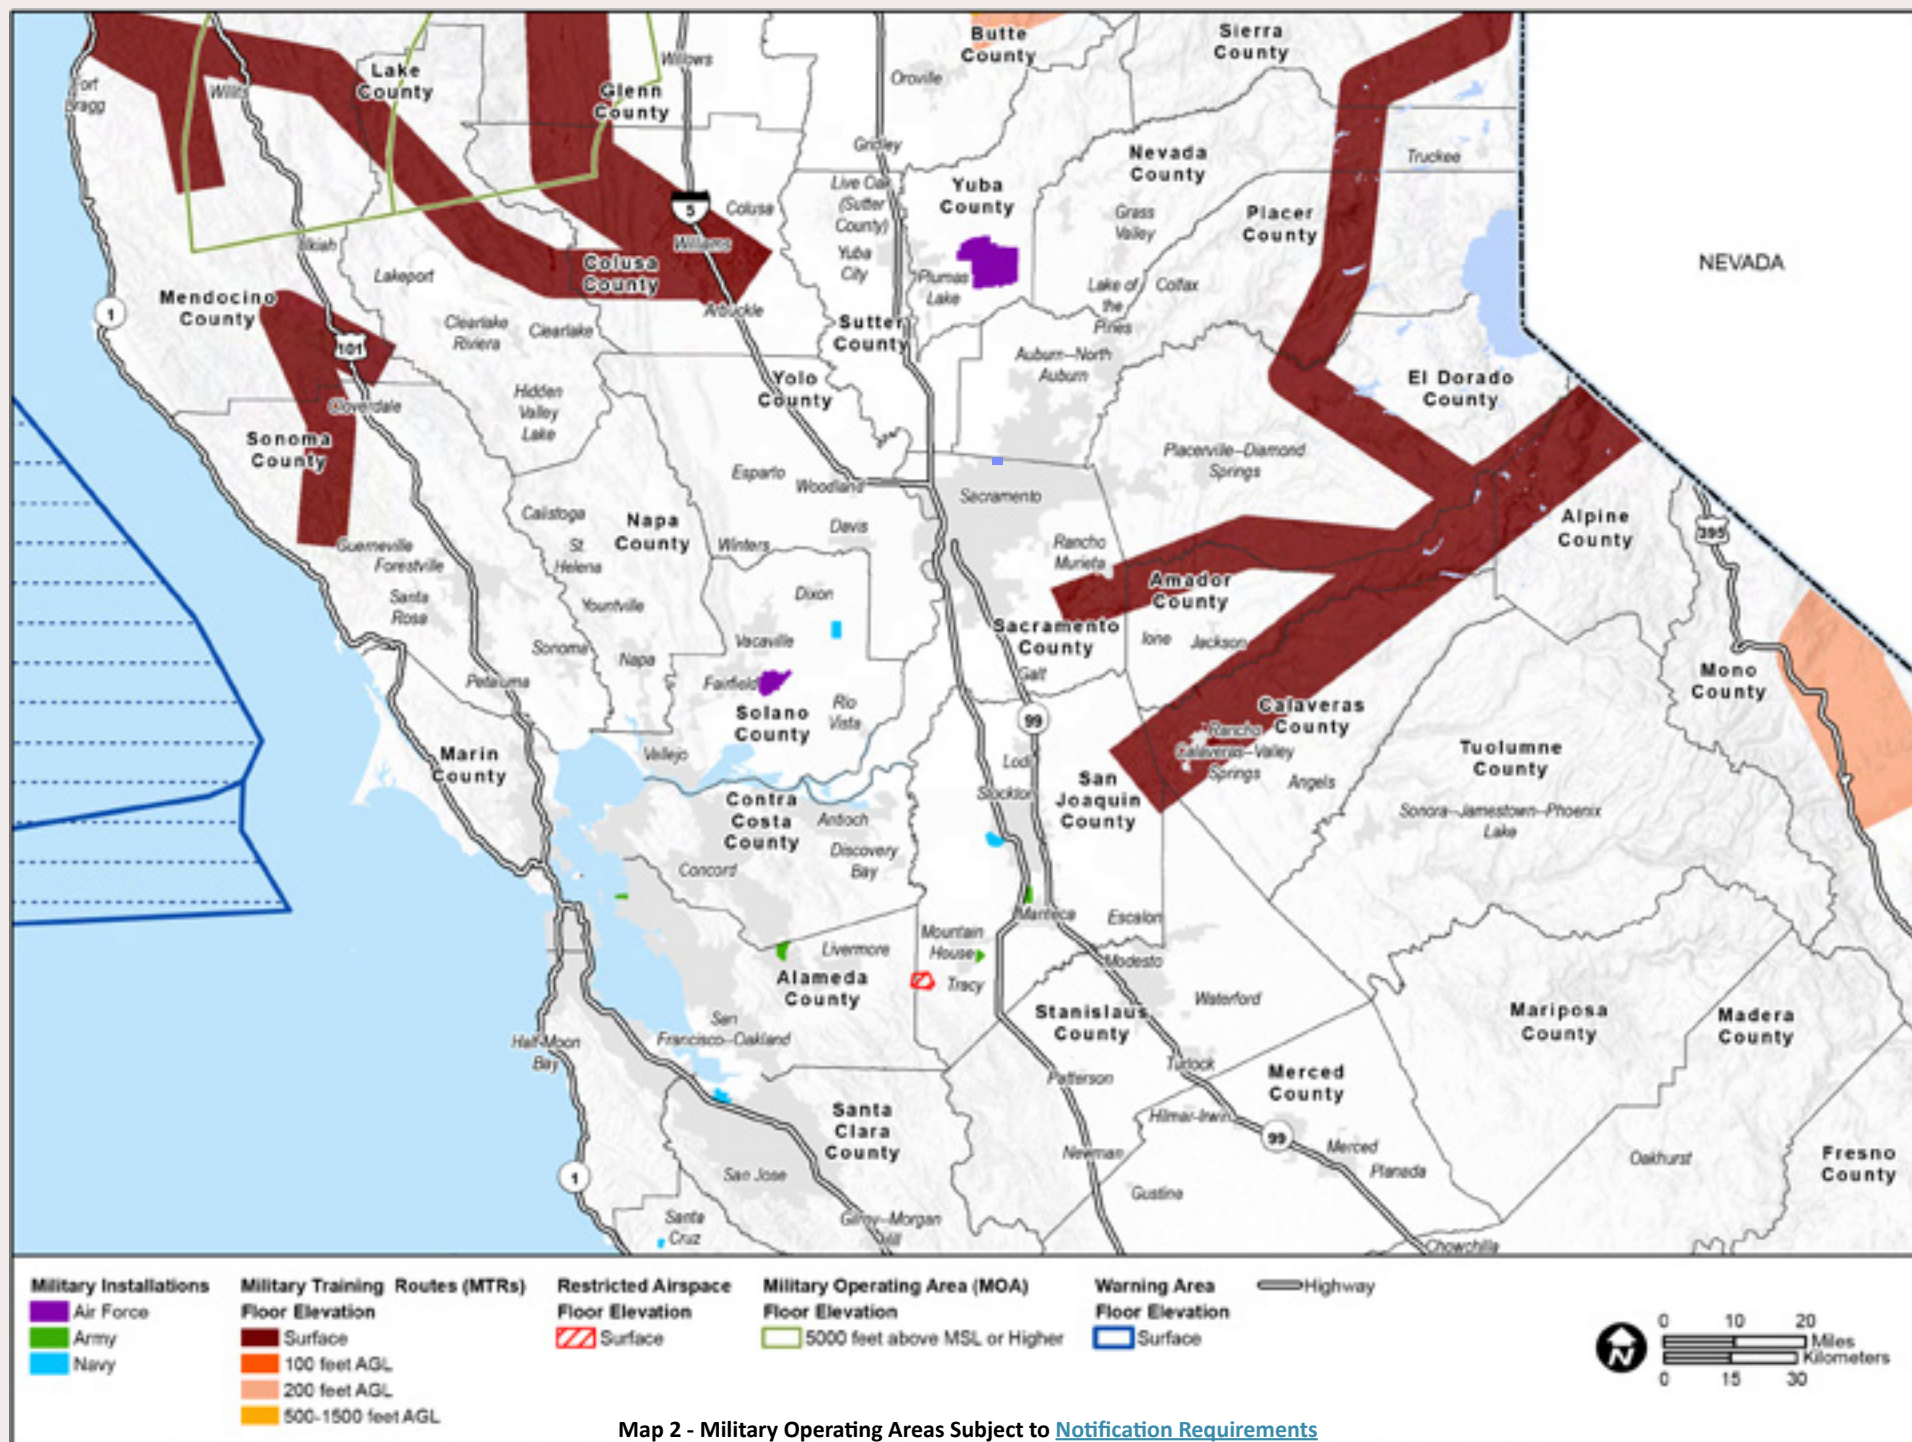 Butte
County
Sierra
County
Willows
Oroville
Lake
County
Fort
Bragg
Willits
Glenn
County
Gridley
Nevada
County
Truckee
Live Oak
(Sutter
County)
Yuba
County
5
Colusa
Grass
Valley
Placer
County
Ukiah
Williams
Yuba
City
NEVADA
Lakeport
Colusa
County
Plumas
Lake
Lake of
the
Pines
Colfax
Mendocino
County
1
Arbuckle
Clearlake
Riviera
Clearlake
Sutter
County
101
Auburn--North
Auburn
Yolo
County
El Dorado
County
Hidden
Valley
Lake
Cloverdale
Sonoma
County
Placerville--Diamond
Springs
Esparto
Woodland
Sacramento
Calistoga
Napa
County
Davis
Alpine
County
395
Guerneville
Forestville
St.
Helena
Winters
Rancho
Murieta
Amador
County
Santa
Rosa
Yountville
Dixon
Sonoma
Napa
Vacaville
Sacramento
County
Ione
Jackson
Petaluma
Fairfield
Galt
Mono
County
Solano
County
Rio
Vista
99
Calaveras
County
Rancho
Calaveras--Valley
Springs
Marin
County
Vallejo
Lodi
Tuolumne
County
Angels
Contra
Costa
County
Antioch
Stockton
San
Joaquin
County
Sonora--Jamestown--Phoenix
Lake
Concord
Discovery
Bay
Manteca
Escalon
Mountain
House
Livermore
Modesto
Alameda
County
Tracy
Waterford
Stanislaus
County
Mariposa
County
Madera
County
San
Francisco--Oakland
Half Moon
Bay
Turlock
Patterson
Merced
County
Santa
Clara
County
Hilmar-Irwin
99
Merced
Newman
Planada
Oakhurst
Fresno
County
1
San Jose
Gustine
Santa
Cruz
Gilroy--Morgan
Hill
Chowchilla
Military Installations
Air Force
Army
Navy
Military Training Routes (MTRs)
Floor Elevation
Surface
100 feet AGL
200 feet AGL
500-1500 feet AGL
Restricted Airspace
Floor Elevation
Surface
Military Operating Area (MOA)
Floor Elevation
5000 feet above MSL or Higher
Warning Area
Floor Elevation
Surface
Highway
N
0 10 20
Miles
Kilometers
0 15 30
Map 2 - Military Operating Areas Subject to Notification Requirements